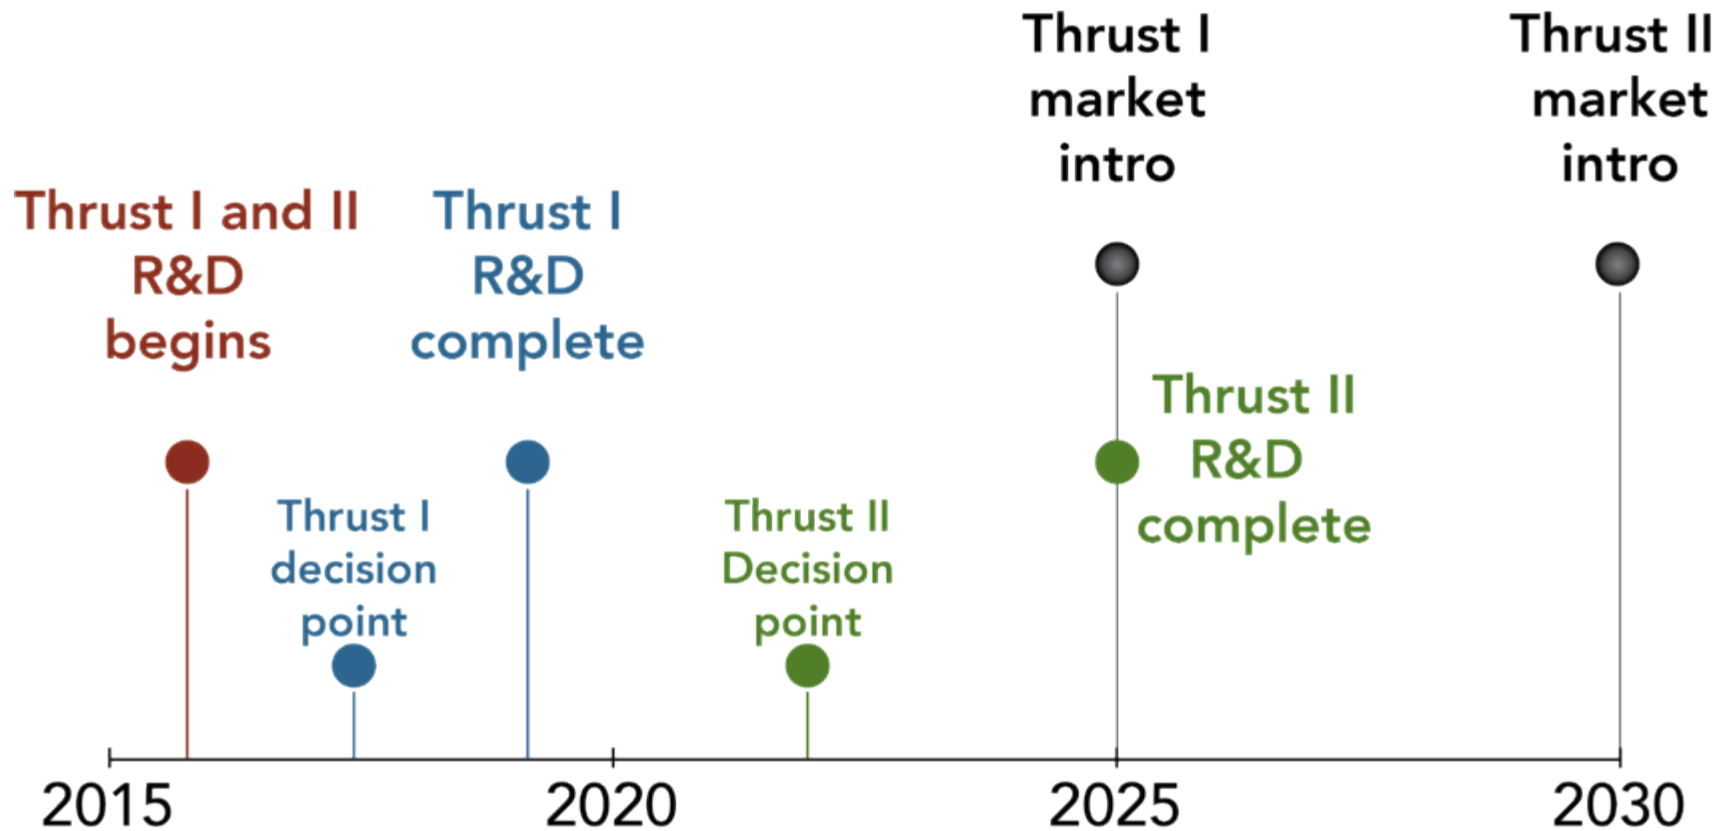 Thrust I
market
intro
Thrust II
market
intro
Thrust I and II
R&D
begins
Thrust I
R&D
complete
Thrust II
R&D
complete
Thrust I
decision
point
Thrust II
Decision
point
2015
2020
2025
2030